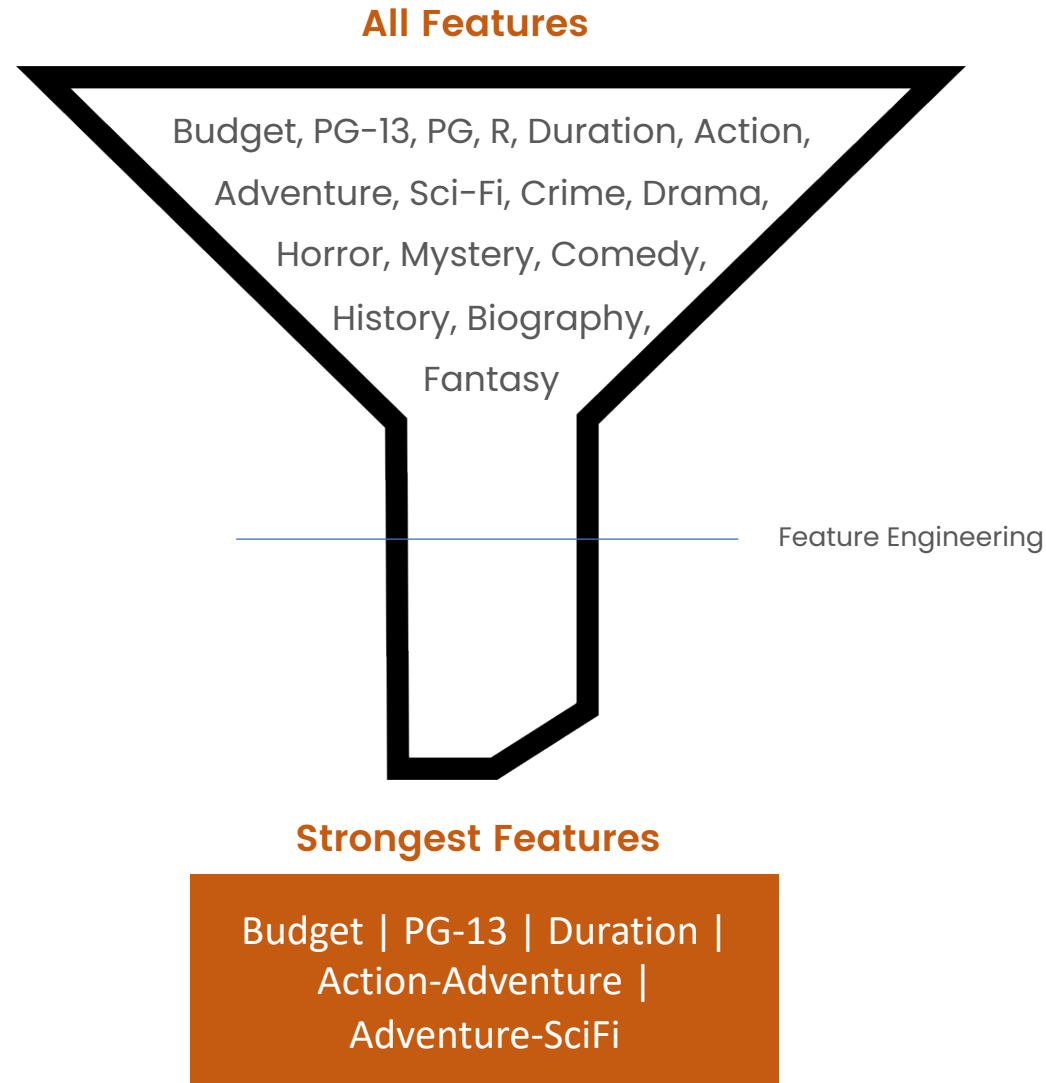 All Features
Budget, PG-13, PG, R, Duration, Action,
Adventure, Sci-Fi, Crime, Drama,
Horror, Mystery, Comedy,
History, Biography,
Fantasy
Feature Engineering
Strongest Features
Budget | PG-13 | Duration |
Action-Adventure |
Adventure-SciFi